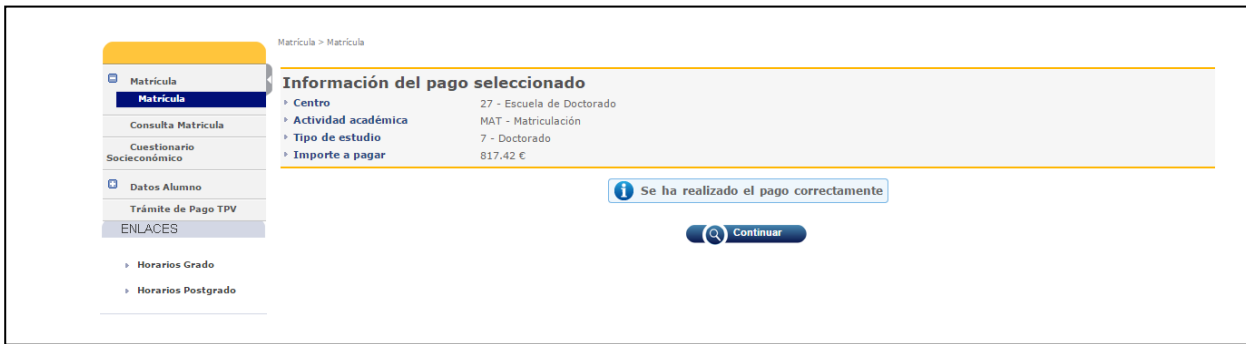 Matrícula > Matrícula
Matrícula
Matrícula
Consulta Matrícula
Cuestionario
Socieconómico
Datos Alumno
Trámite de Pago TPV
ENLACES
Horarios Grado
Horarios Postgrado
Información del pago seleccionado
Centro 27 - Escuela de Doctorado
Actividad académica MAT - Matriculación
Tipo de estudio 7 - Doctorado
Importe a pagar 817.42 €
Se ha realizado el pago correctamente
Continuar